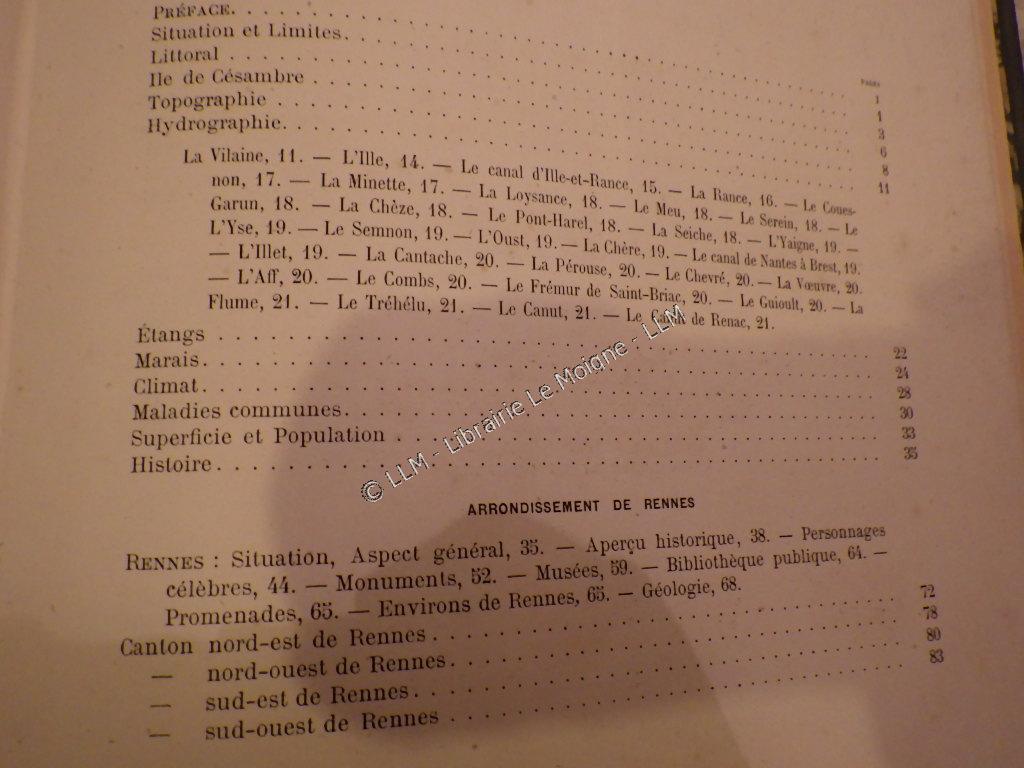 PRÉFACE.
PAGES
1
Situation et Limites. 1
Littoral 3
Ile de Césambre 6
Topographie 8
Hydrographie. 11
La Vilaine, 11. — L'Ille, 14. — Le canal d'Ille-et-Rance, 15. — La Rance, 16. — Le Coues-
non, 17. — La Minette, 17. — La Loysance, 18. — Le Meu, 18. — Le Serein, 18. — Le
Garun, 18. — La Chèze, 18. — Le Pont-Harel, 18. — La Seiche, 18. — L'Yaigne, 19. —
L'Yse, 19. — Le Semnon, 19. — L'Oust, 19. — La Chère, 19. — Le canal de Nantes à Brest, 19.
— L'Illet, 19. — La Cantache, 20. — La Pérouse, 20. — Le Chevré, 20. — La Vœuvre, 20.
— L'Aff, 20. — Le Combs, 20. — Le Frémur de Saint-Briac, 20. — Le Guioult, 20. — La
Flume, 21. — Le Tréhélu, 21. — Le Canut, 21. — Le Canut de Renac, 21.
Étangs 22
Marais. 24
Climat. 28
Maladies communes. 30
Superficie et Population 33
Histoire. 35
© LLM - Librairie Le Moigne - LLM
ARRONDISSEMENT DE RENNES
RENNES : Situation, Aspect général, 35. — Aperçu historique, 38. — Personnages
célèbres, 44. — Monuments, 52. — Musées, 59. — Bibliothèque publique, 64. —
Promenades, 65. — Environs de Rennes, 65. — Géologie, 68.
Canton nord-est de Rennes 72
— nord-ouest de Rennes. 78
— sud-est de Rennes. 80
— sud-ouest de Rennes 83